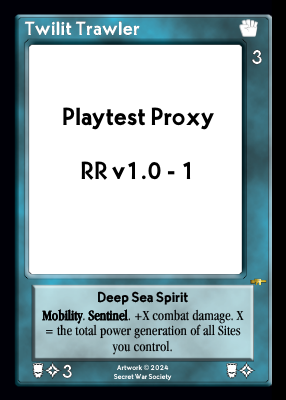 Twilit Trawler
3
Playtest Proxy
RR v1.0 - 1
Deep Sea Spirit
Mobility. Sentinel. +X combat damage. X
= the total power generation of all Sites
you control.
3
Artwork © 2024
Secret War Society